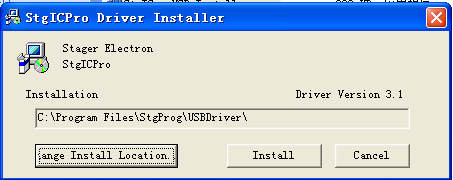 StgICPro Driver Installer
Stager Electron
StgICPro
Installation
Driver Version 3.1
C:\Program Files\StgProg\USBDriver\
ange Install Location.
Install
Cancel